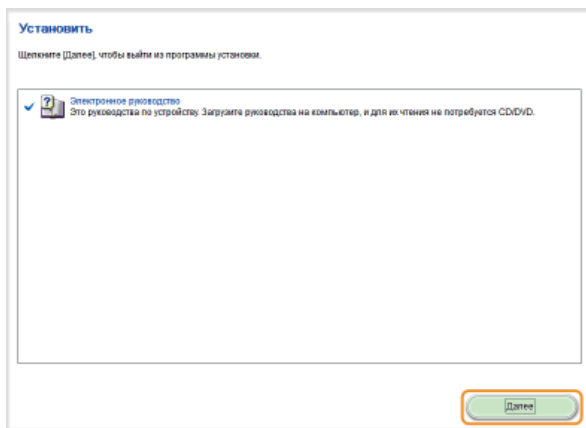 Установить
Щелкните [Далее], чтобы выйти из программы установки.
Электронное руководство
Это руководства по устройству. Загрузите руководства на компьютер, и для их чтения не потребуется CD/DVD.
Далее